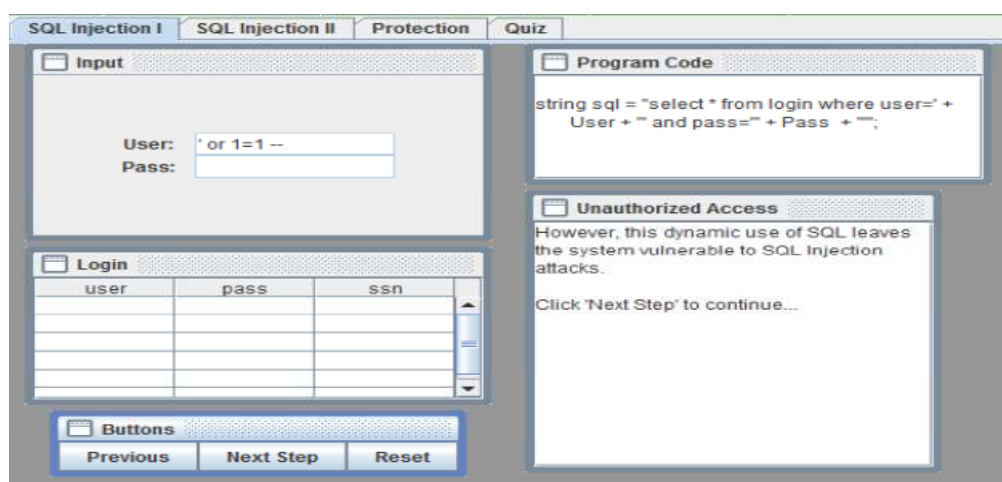 SQL Injection I SQL Injection II Protection Quiz
Input
User: ' or 1=1 --
Pass:
Login
user pass ssn
Buttons
Previous Next Step Reset
Program Code
string sql = "select * from login where user=' +
User + "' and pass='" + Pass + "'";
Unauthorized Access
However, this dynamic use of SQL leaves
the system vulnerable to SQL Injection
attacks.
Click 'Next Step' to continue...